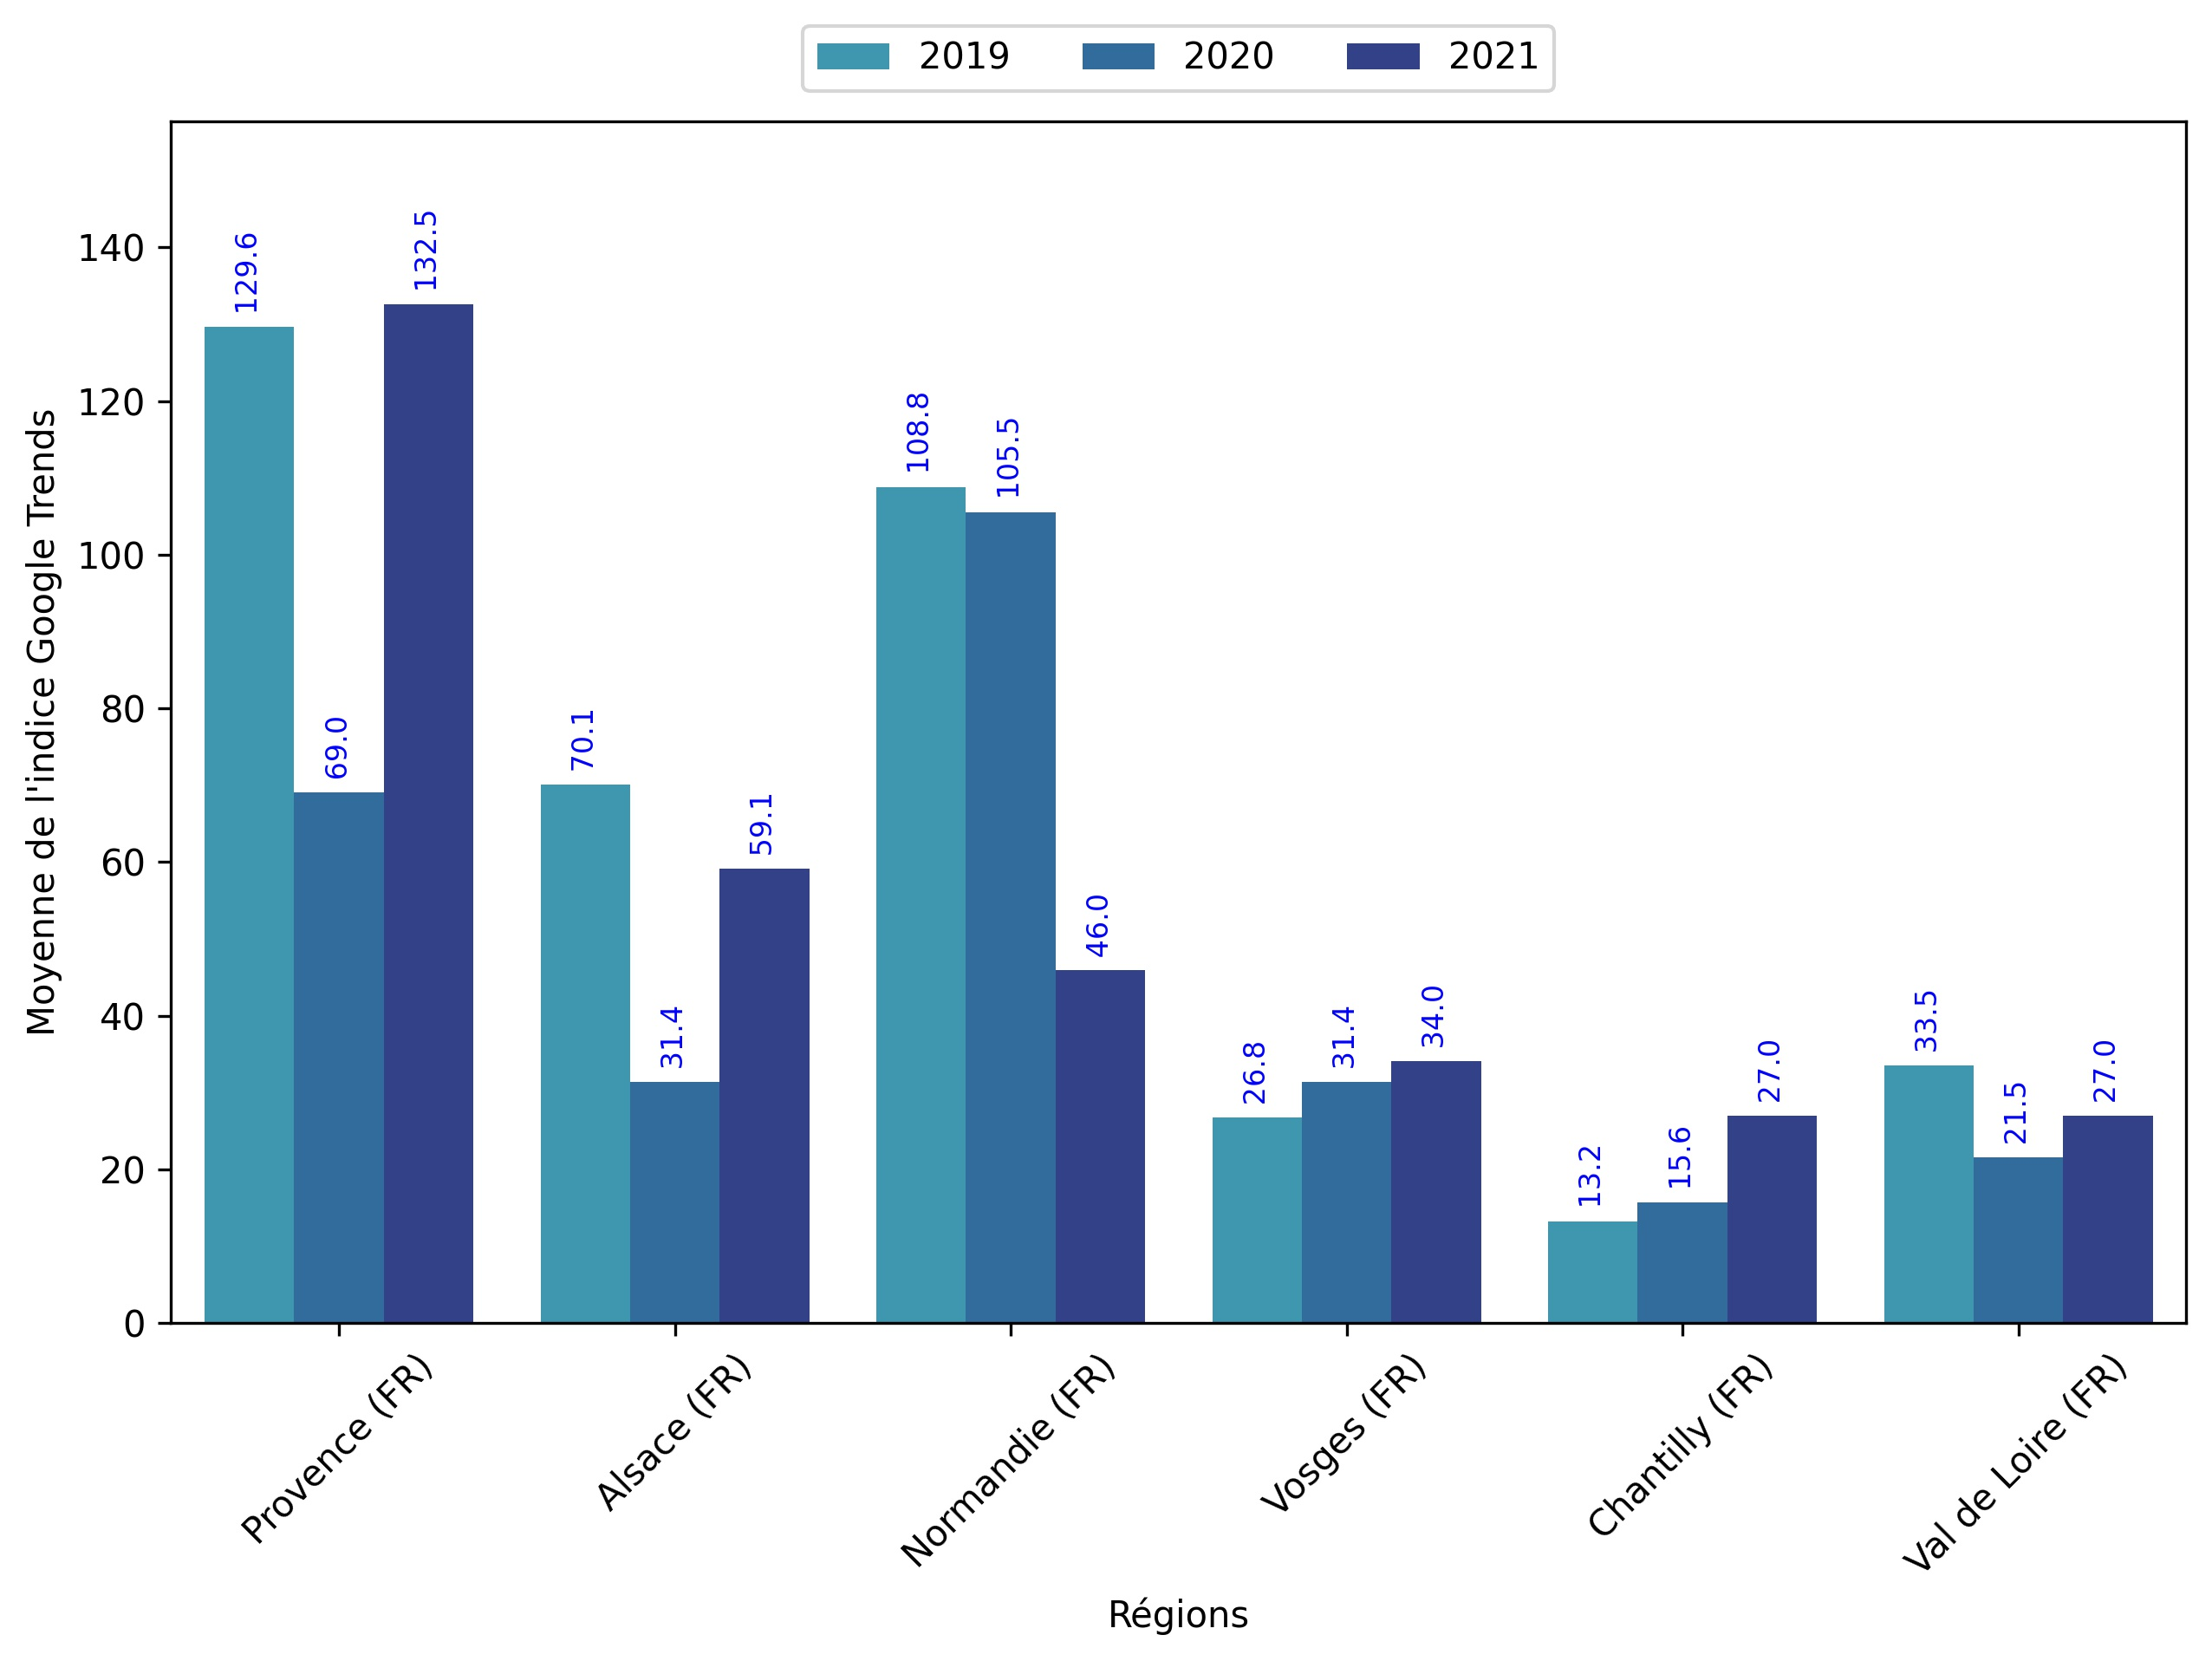 2019 2020 2021
Moyenne de l'indice Google Trends
140
120
100
80
60
40
20
0
129.6
69.0
132.5
70.1
31.4
59.1
108.8
105.5
46.0
26.8
31.4
34.0
13.2
15.6
27.0
33.5
21.5
27.0
Provence (FR)
Alsace (FR)
Normandie (FR)
Vosges (FR)
Chantilly (FR)
Val de Loire (FR)
Régions